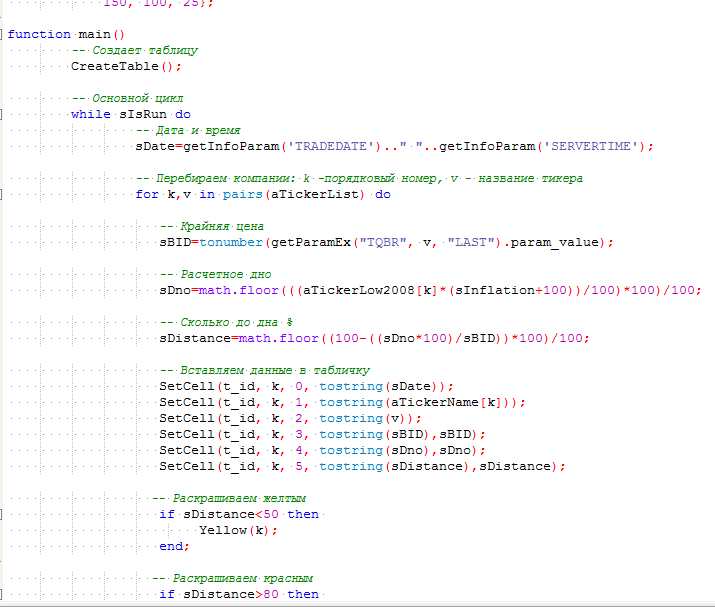 150, 100, 25};
function main()
-- Создает таблицу
CreateTable();
-- Основной цикл
while sIsRun do
-- Дата и время
sDate=getInfoParam('TRADEDATE').." "..getInfoParam('SERVERTIME');
-- Перебираем компании: k -порядковый номер, v - название тикера
for k,v in pairs(aTickerList) do
-- Крайняя цена
sBID=tonumber(getParamEx("TQBR", v, "LAST").param_value);
-- Расчетное дно
sDno=math.floor(((aTickerLow2008[k]*(sInflation+100))/100)*100)/100;
-- Сколько до дна %
sDistance=math.floor((100-((sDno*100)/sBID))*100)/100;
-- Вставляем данные в табличку
SetCell(t_id, k, 0, tostring(sDate));
SetCell(t_id, k, 1, tostring(aTickerName[k]));
SetCell(t_id, k, 2, tostring(v));
SetCell(t_id, k, 3, tostring(sBID),sBID);
SetCell(t_id, k, 4, tostring(sDno),sDno);
SetCell(t_id, k, 5, tostring(sDistance),sDistance);
-- Раскрашиваем желтым
if sDistance<50 then
Yellow(k);
end;
-- Раскрашиваем красным
if sDistance>80 then